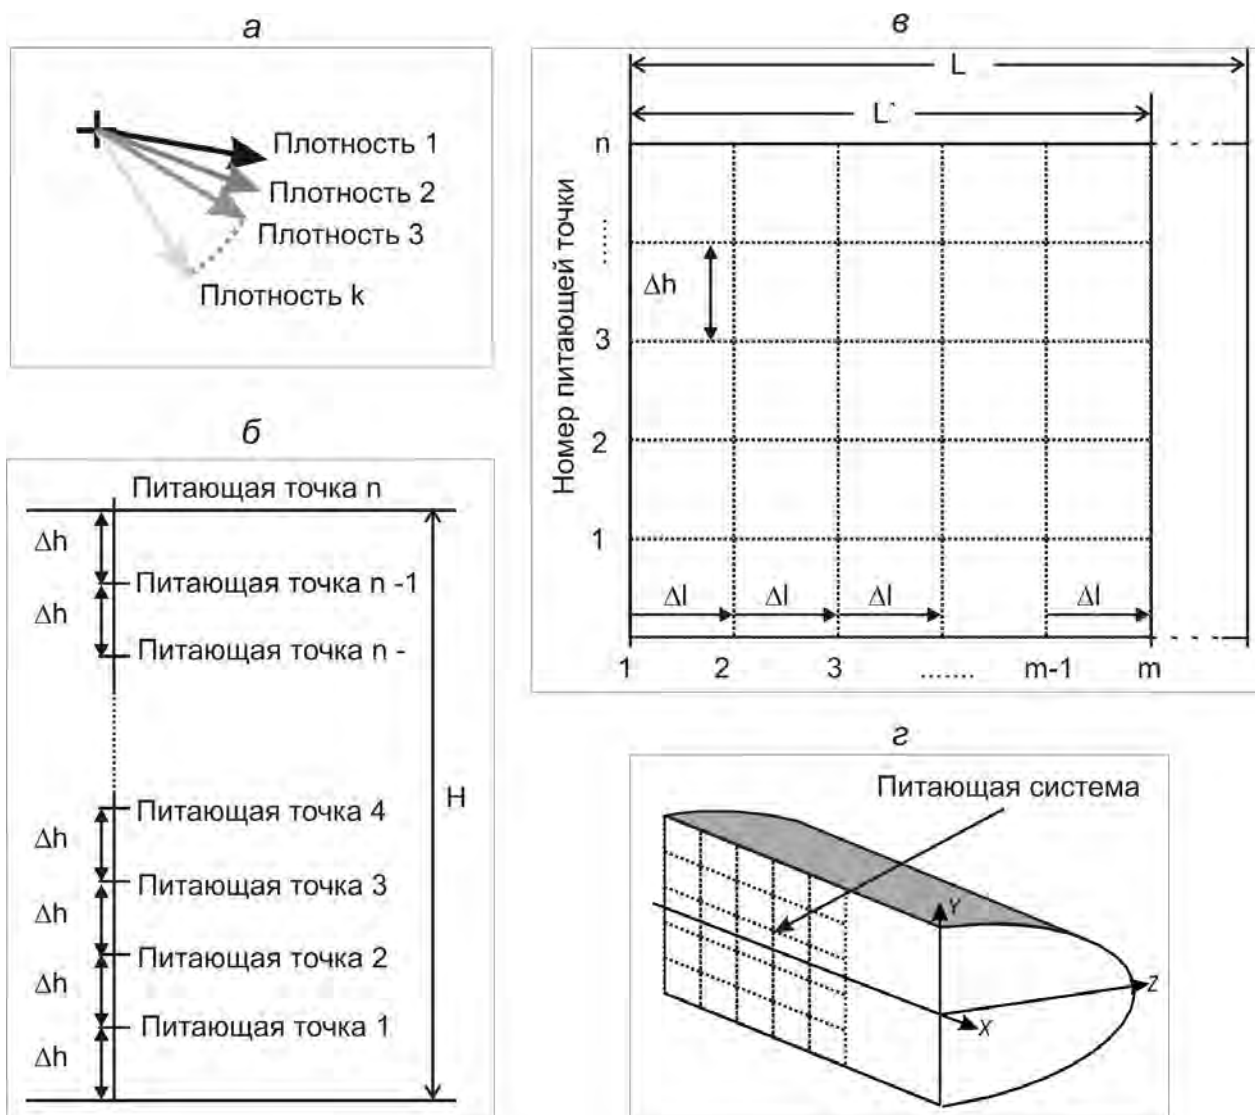 а
Плотность 1
Плотность 2
Плотность 3
Плотность k
б
Питающая точка n
Δh
Питающая точка n -1
Δh
Питающая точка n -
Питающая точка 4
H
Δh
Питающая точка 3
Δh
Питающая точка 2
Δh
Питающая точка 1
Δh
в
L
L`
n
Номер питающей точки
......
Δh
3
2
1
Δl Δl Δl Δl
1 2 3 ....... m-1 m
г
Питающая система
Y
Z
X